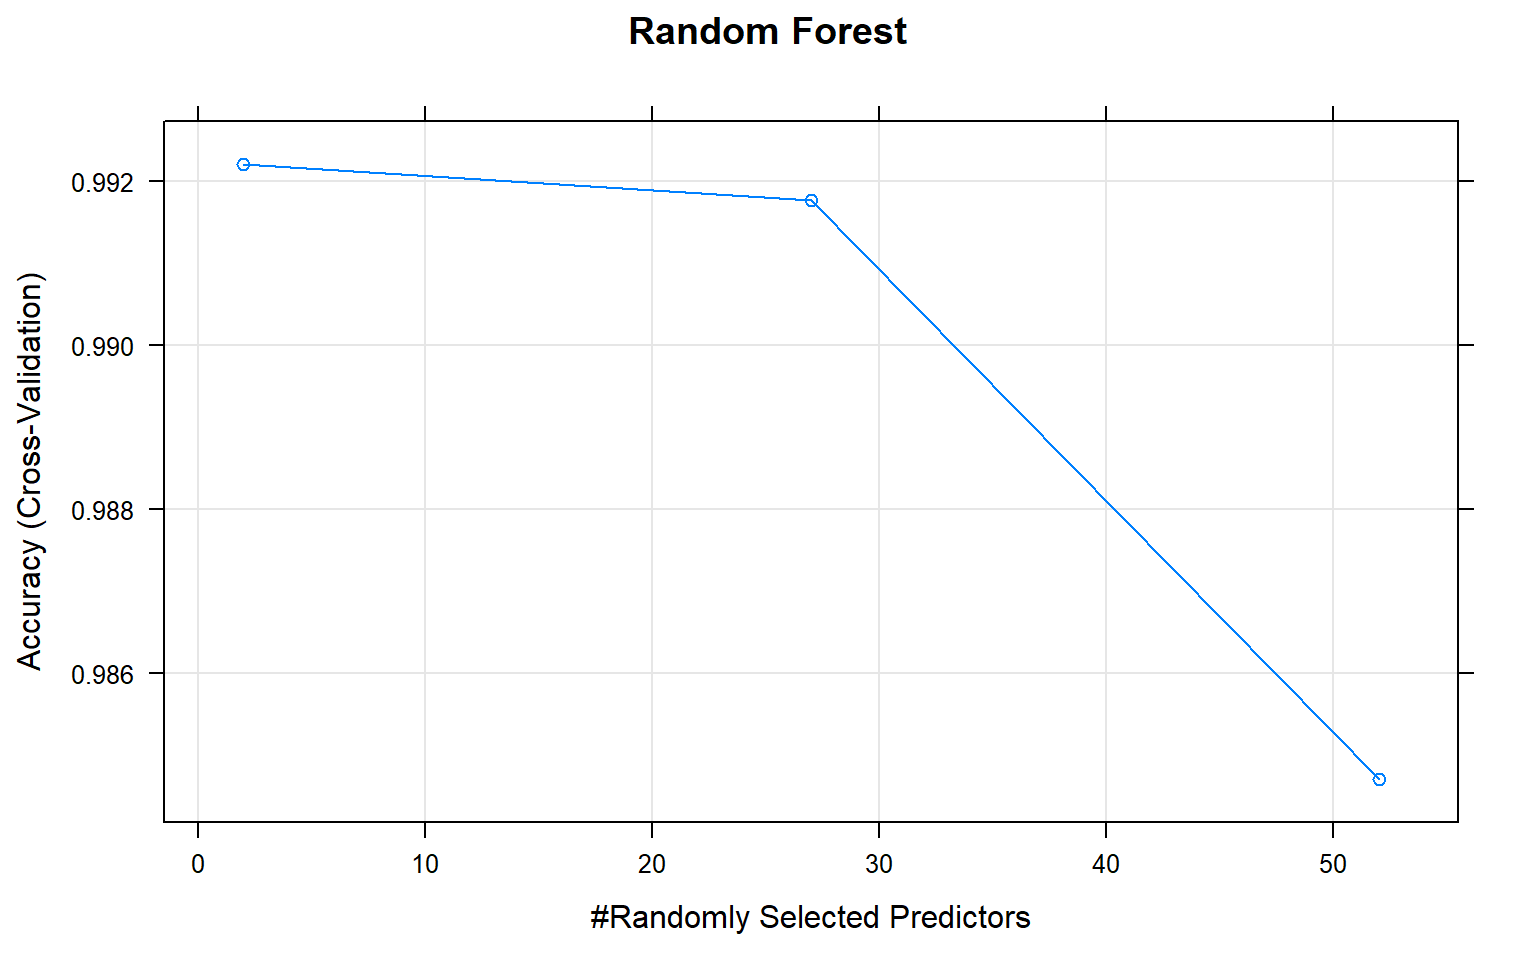 Random Forest
Accuracy (Cross-Validation)
0.992
0.990
0.988
0.986
0 10 20 30 40 50
#Randomly Selected Predictors